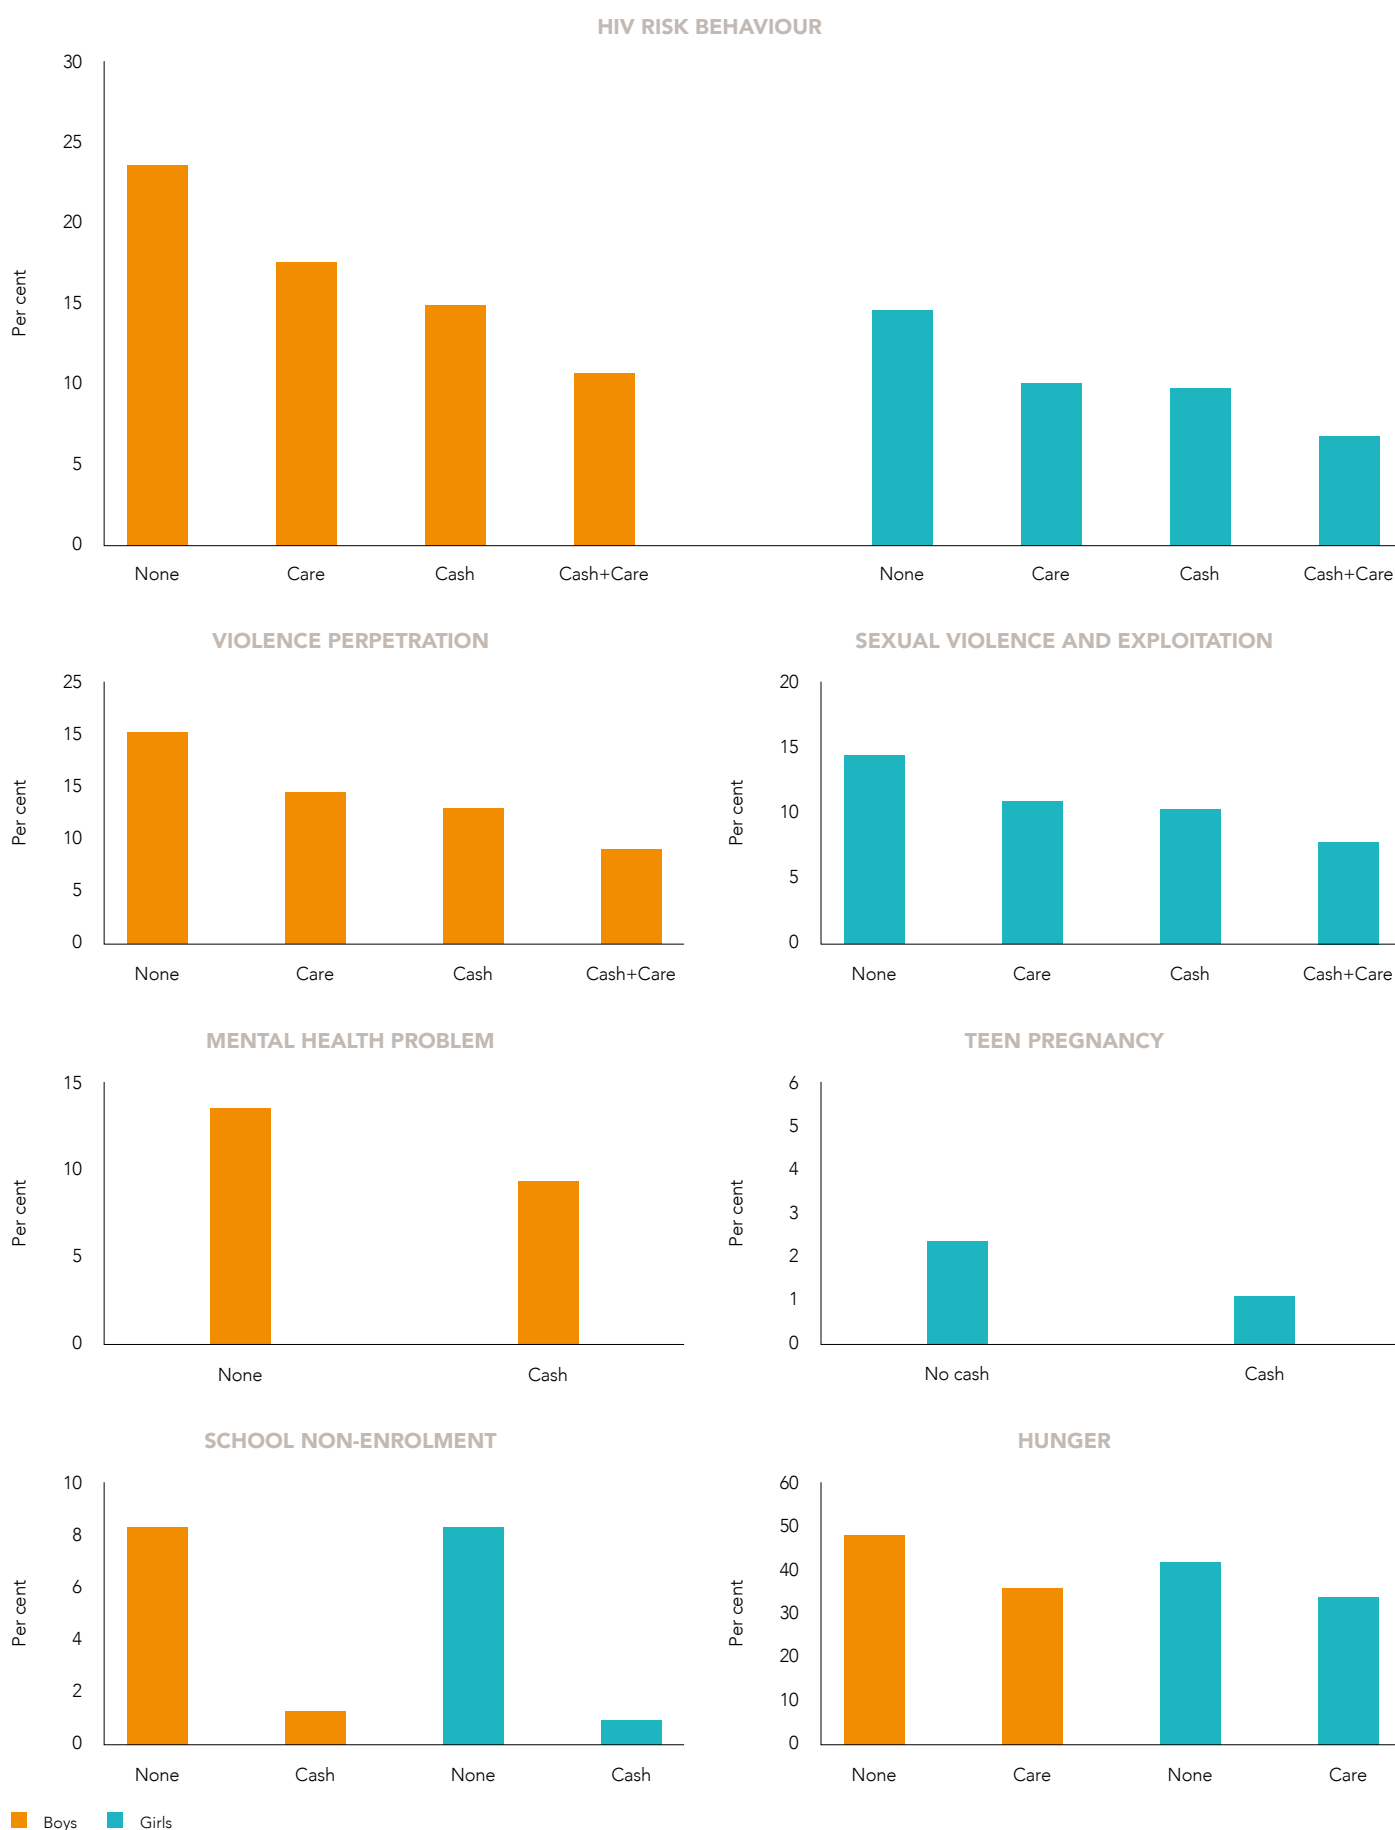 HIV RISK BEHAVIOUR
30
25
20
15
10
5
0
Per cent
None Care Cash Cash+Care None Care Cash Cash+Care
VIOLENCE PERPETRATION
25
15
15
10
5
0
Per cent
None Care Cash Cash+Care
SEXUAL VIOLENCE AND EXPLOITATION
20
15
10
5
0
Per cent
None Care Cash Cash+Care
MENTAL HEALTH PROBLEM
15
10
5
0
Per cent
None Cash
TEEN PREGNANCY
6
5
4
3
2
1
0
Per cent
No cash Cash
SCHOOL NON-ENROLMENT
10
8
6
4
2
0
Per cent
None Cash None Cash
HUNGER
60
50
40
30
20
10
0
Per cent
None Care None Care
Boys Girls